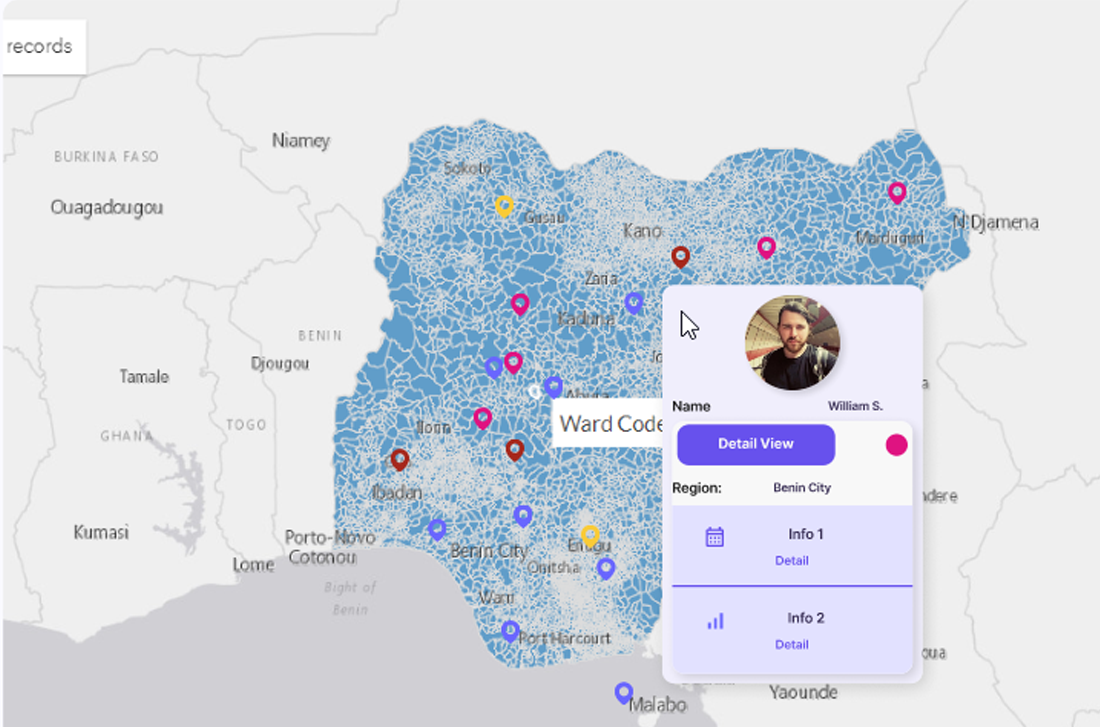 records
Niamey
BURKINA FASO
Ouagadougou
Sokoto
Gusau
Kano
Maiduguri
N'Djamena
Zaria
Kaduna
BENIN
Djougou
Tamale
Abuja
GHANA
TOGO
Ilorin
Ward Code
Ibadan
Kumasi
Porto-Novo
Cotonou
Lome
Benin City
Enugu
Onitsha
Bight of
Benin
Warri
Port Harcourt
Malabo
Yaounde
Name
William S.
Detail View
Region:
Benin City
Info 1
Detail
Info 2
Detail